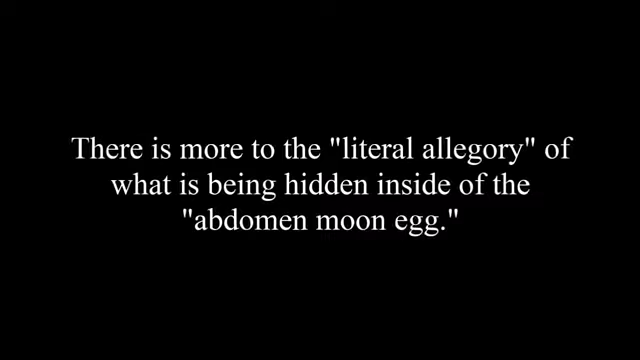 There is more to the "literal allegory" of
what is being hidden inside of the
"abdomen moon egg."